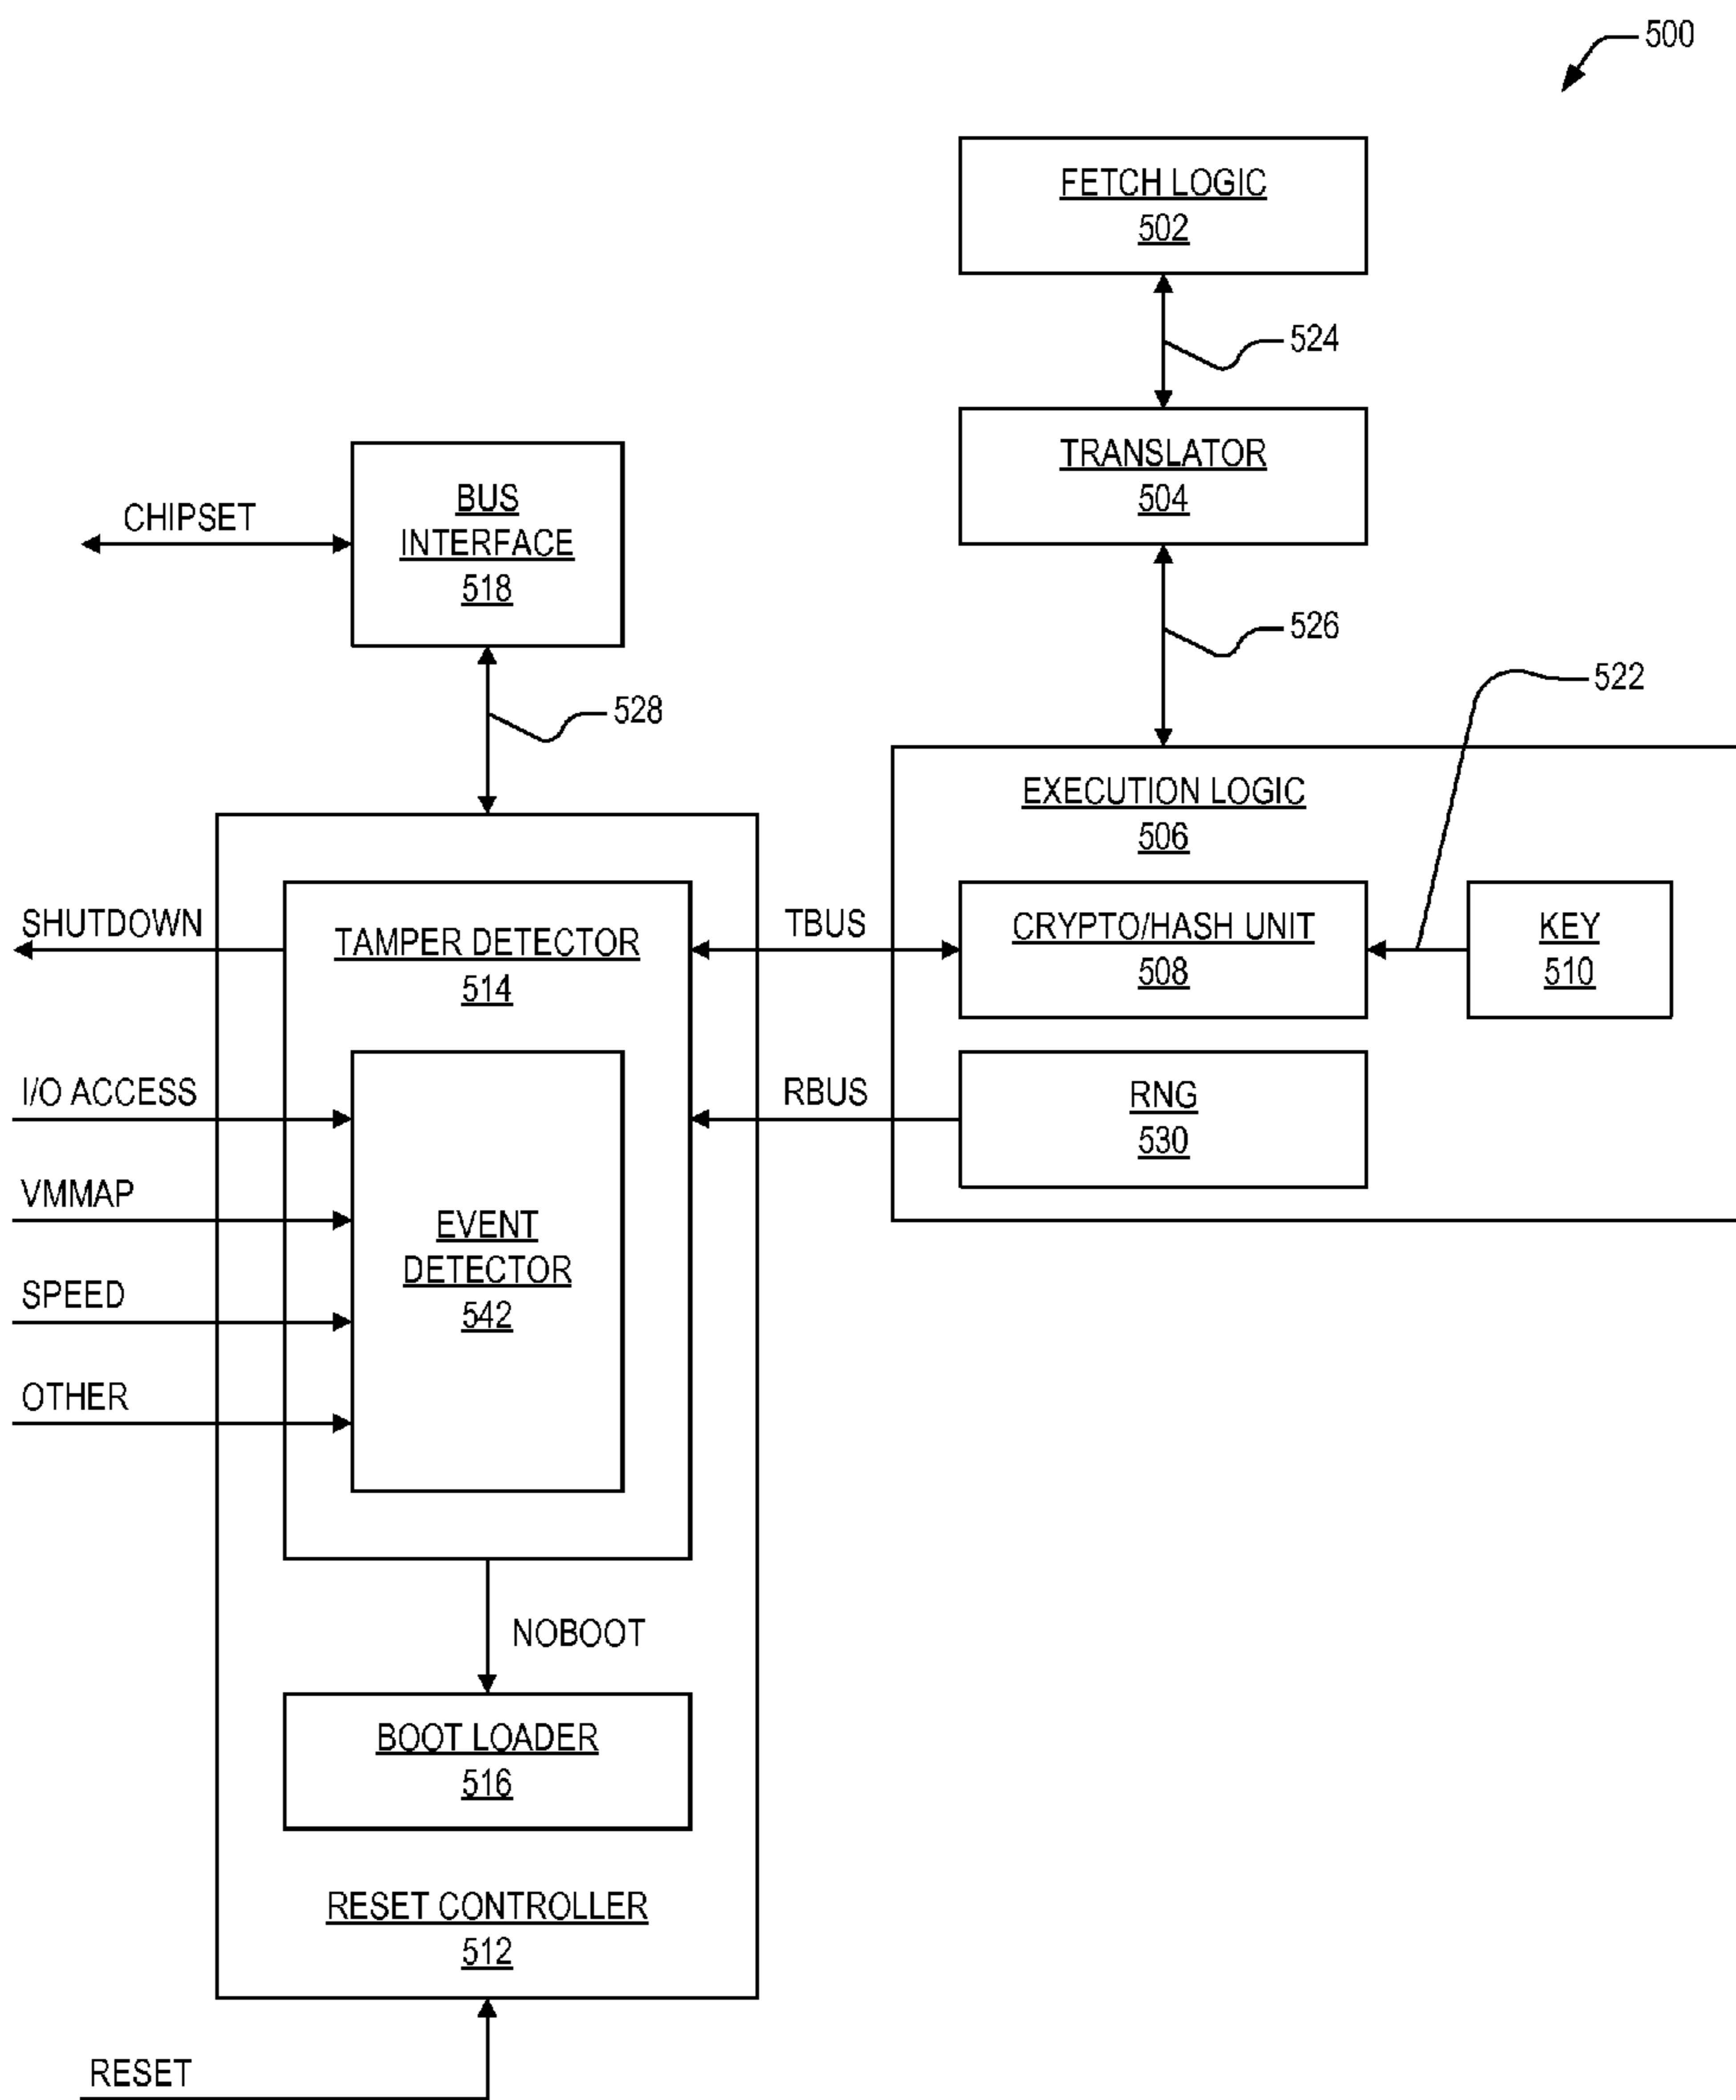 500
FETCH LOGIC
502
524
TRANSLATOR
504
BUS
INTERFACE
518
CHIPSET
526
522
528
EXECUTION LOGIC
506
SHUTDOWN
TAMPER DETECTOR
514
TBUS
CRYPTO/HASH UNIT
508
KEY
510
I/O ACCESS
RBUS
RNG
530
VMMAP
EVENT
DETECTOR
542
SPEED
OTHER
NOBOOT
BOOT LOADER
516
RESET CONTROLLER
512
RESET